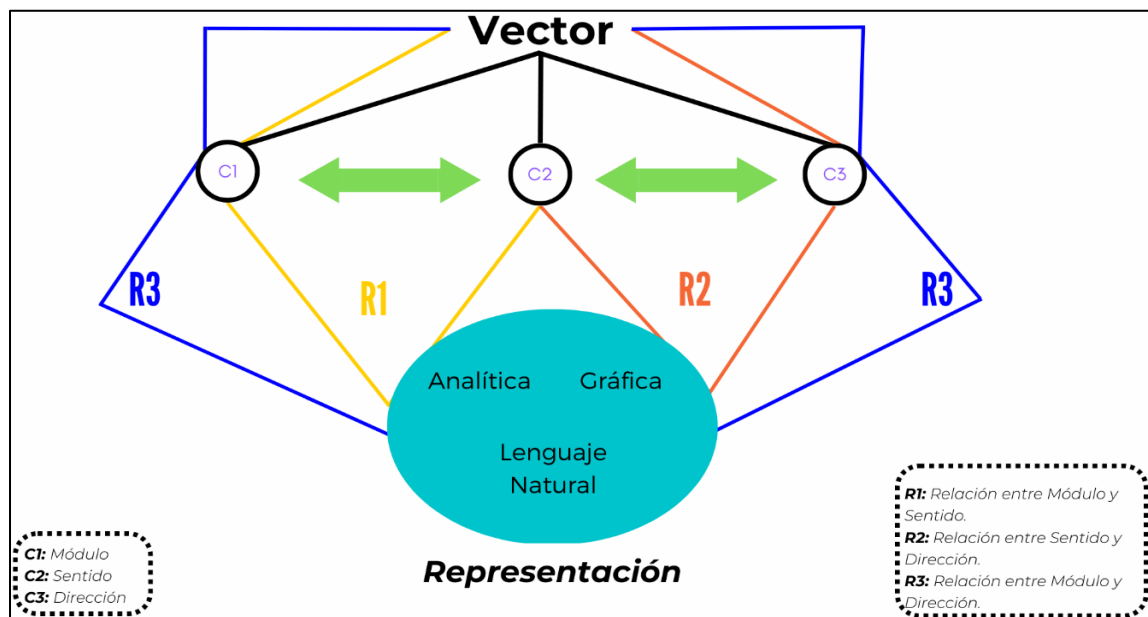 Vector
C1
C2
C3
R3
R1
R2
R3
Analítica
Gráfica
Lenguaje
Natural
Representación
C1: Módulo
C2: Sentido
C3: Dirección
R1: Relación entre Módulo y
Sentido.
R2: Relación entre Sentido y
Dirección.
R3: Relación entre Módulo y
Dirección.